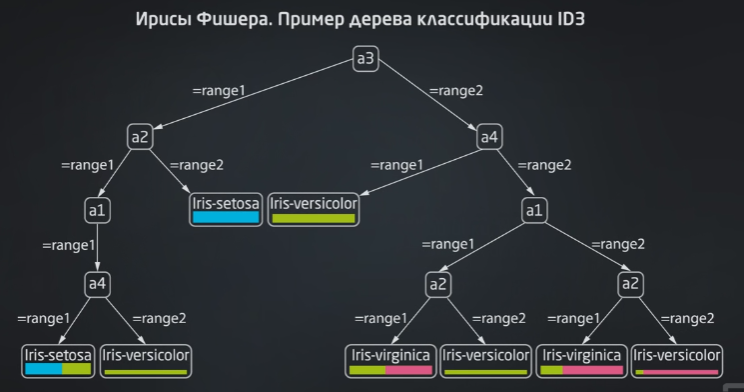 Ирисы Фишера. Пример дерева классификации ID3
a3
=range1
=range2
a2
a4
=range1
=range2
=range1
=range2
a1
Iris-setosa
Iris-versicolor
a1
=range1
=range1
=range2
a4
a2
a2
=range1
=range2
=range1
=range2
=range1
=range2
Iris-setosa
Iris-versicolor
Iris-virginica
Iris-versicolor
Iris-virginica
Iris-versicolor